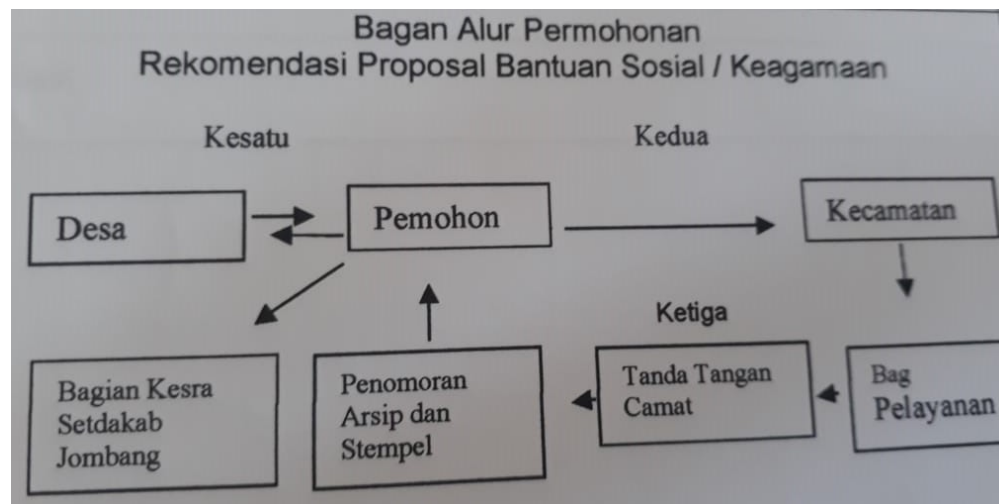 Bagan Alur Permohonan
Rekomendasi Proposal Bantuan Sosial / Keagamaan
Kesatu
Kedua
Desa
Pemohon
Kecamatan
Ketiga
Bagian Kesra
Setdakab
Jombang
Penomoran
Arsip dan
Stempel
Tanda Tangan
Camat
Bag
Pelayanan